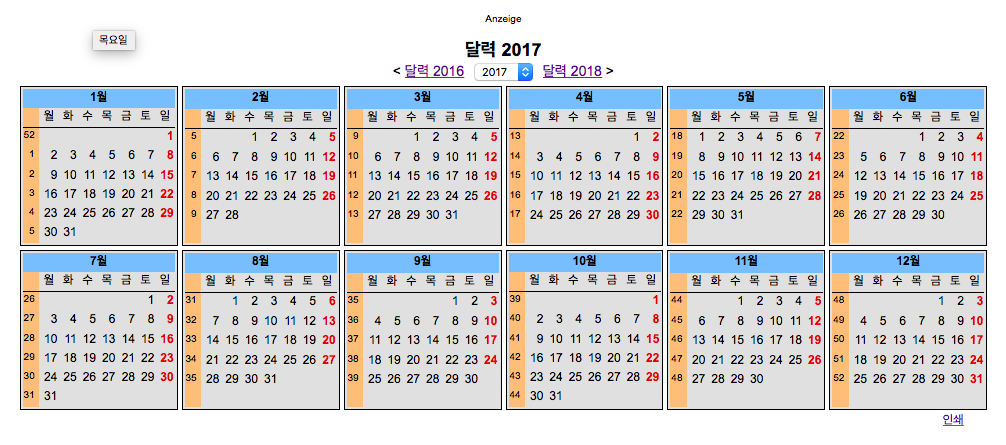 Anzeige
목요일
달력 2017
< 달력 2016 2017 달력 2018 >
1월 2월 3월 4월 5월 6월
월 화 수 목 금 토 일 월 화 수 목 금 토 일 월 화 수 목 금 토 일 월 화 수 목 금 토 일 월 화 수 목 금 토 일 월 화 수 목 금 토 일
52 1 5 1 2 3 4 5 9 1 2 3 4 5 13 1 2 18 1 2 3 4 5 6 7 22 1 2 3 4
1 2 3 4 5 6 7 8 6 6 7 8 9 10 11 12 10 6 7 8 9 10 11 12 14 3 4 5 6 7 8 9 19 8 9 10 11 12 13 14 23 5 6 7 8 9 10 11
2 9 10 11 12 13 14 15 7 13 14 15 16 17 18 19 11 13 14 15 16 17 18 19 15 10 11 12 13 14 15 16 20 15 16 17 18 19 20 21 24 12 13 14 15 16 17 18
3 16 17 18 19 20 21 22 8 20 21 22 23 24 25 26 12 20 21 22 23 24 25 26 16 17 18 19 20 21 22 23 21 22 23 24 25 26 27 28 25 19 20 21 22 23 24 25
4 23 24 25 26 27 28 29 9 27 28 13 27 28 29 30 31 17 24 25 26 27 28 29 30 22 29 30 31 26 26 27 28 29 30
5 30 31
7월 8월 9월 10월 11월 12월
월 화 수 목 금 토 일 월 화 수 목 금 토 일 월 화 수 목 금 토 일 월 화 수 목 금 토 일 월 화 수 목 금 토 일 월 화 수 목 금 토 일
26 1 2 31 1 2 3 4 5 6 35 1 2 3 39 1 44 1 2 3 4 5 48 1 2 3
27 3 4 5 6 7 8 9 32 7 8 9 10 11 12 13 36 4 5 6 7 8 9 10 40 2 3 4 5 6 7 8 45 6 7 8 9 10 11 12 49 4 5 6 7 8 9 10
28 10 11 12 13 14 15 16 33 14 15 16 17 18 19 20 37 11 12 13 14 15 16 17 41 9 10 11 12 13 14 15 46 13 14 15 16 17 18 19 50 11 12 13 14 15 16 17
29 17 18 19 20 21 22 23 34 21 22 23 24 25 26 27 38 18 19 20 21 22 23 24 42 16 17 18 19 20 21 22 47 20 21 22 23 24 25 26 51 18 19 20 21 22 23 24
30 24 25 26 27 28 29 30 35 28 29 30 31 39 25 26 27 28 29 30 43 23 24 25 26 27 28 29 48 27 28 29 30 52 25 26 27 28 29 30 31
31 31 44 30 31
인쇄